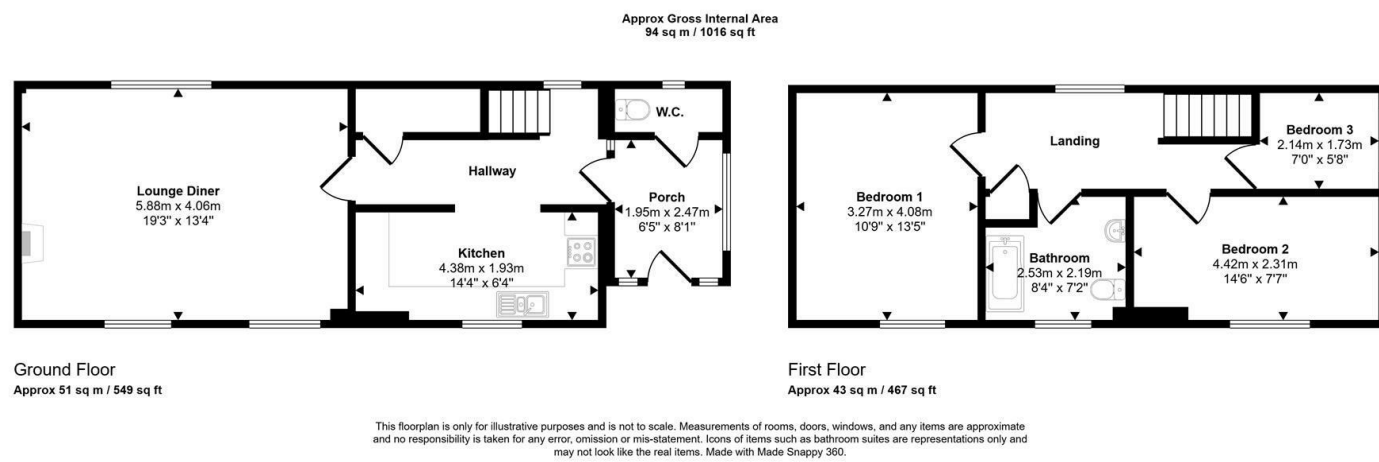 Approx Gross Internal Area
94 sq m / 1016 sq ft
Lounge Diner
5.88m x 4.06m
19'3" x 13'4"
Hallway
Kitchen
4.38m x 1.93m
14'4" x 6'4"
W.C.
Porch
1.95m x 2.47m
6'5" x 8'1"
Ground Floor
Approx 51 sq m / 549 sq ft
Bedroom 1
3.27m x 4.08m
10'9" x 13'5"
Landing
Bathroom
2.53m x 2.19m
8'4" x 7'2"
Bedroom 3
2.14m x 1.73m
7'0" x 5'8"
Bedroom 2
4.42m x 2.31m
14'6" x 7'7"
First Floor
Approx 43 sq m / 467 sq ft
This floorplan is only for illustrative purposes and is not to scale. Measurements of rooms, doors, windows, and any items are approximate
and no responsibility is taken for any error, omission or mis-statement. Icons of items such as bathroom suites are representations only and
may not look like the real items. Made with Made Snappy 360.